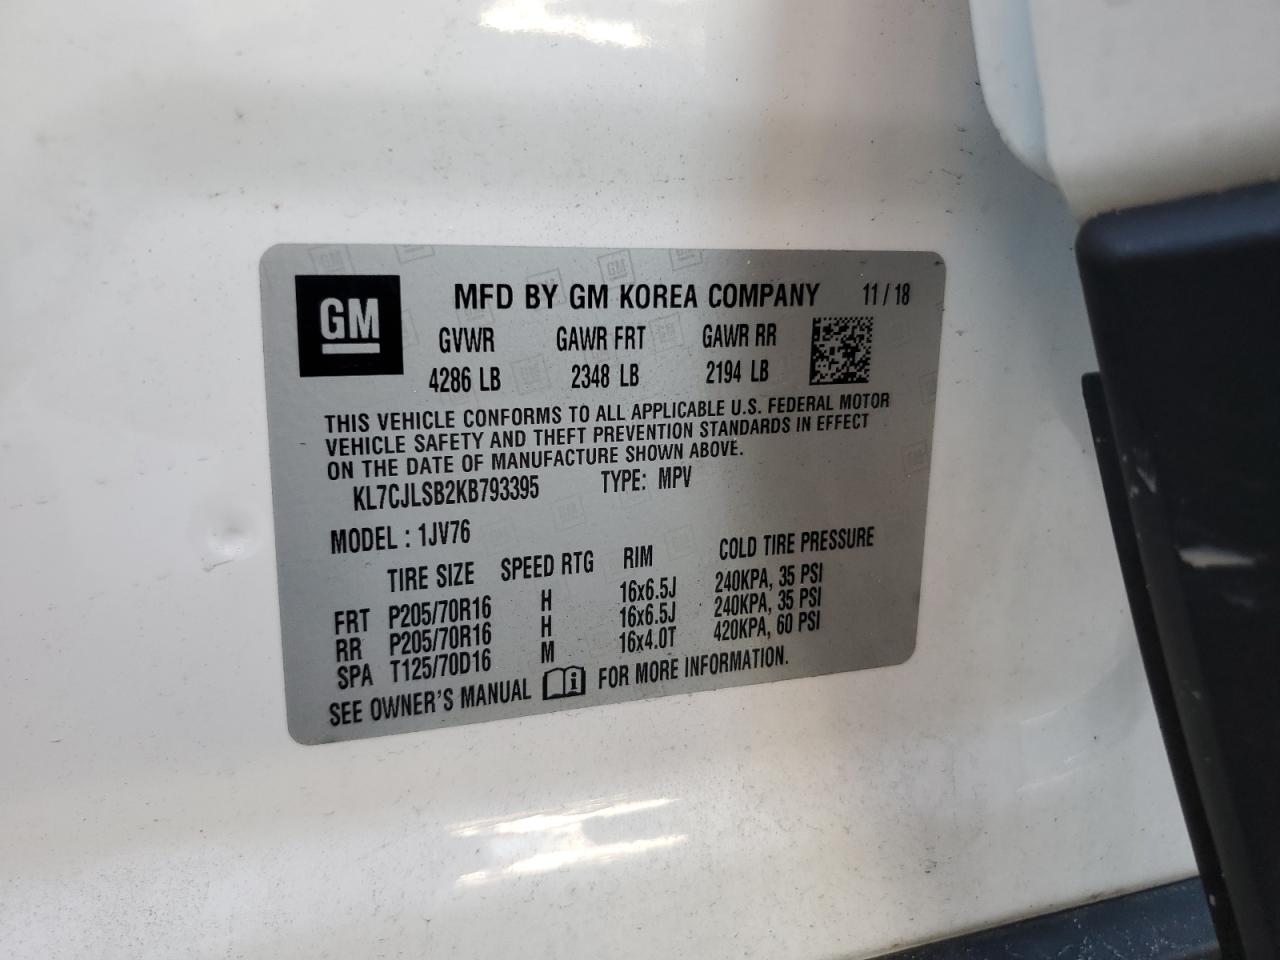 GM
MFD BY GM KOREA COMPANY 11 / 18
GVWR GAWR FRT GAWR RR
4286 LB 2348 LB 2194 LB
THIS VEHICLE CONFORMS TO ALL APPLICABLE U.S. FEDERAL MOTOR
VEHICLE SAFETY AND THEFT PREVENTION STANDARDS IN EFFECT
ON THE DATE OF MANUFACTURE SHOWN ABOVE.
KL7CJLSB2KB793395 TYPE: MPV
MODEL : 1JV76
TIRE SIZE SPEED RTG RIM COLD TIRE PRESSURE
FRT P205/70R16 H 16x6.5J 240KPA, 35 PSI
RR P205/70R16 H 16x6.5J 240KPA, 35 PSI
SPA T125/70D16 M 16x4.0T 420KPA, 60 PSI
SEE OWNER'S MANUAL i FOR MORE INFORMATION.